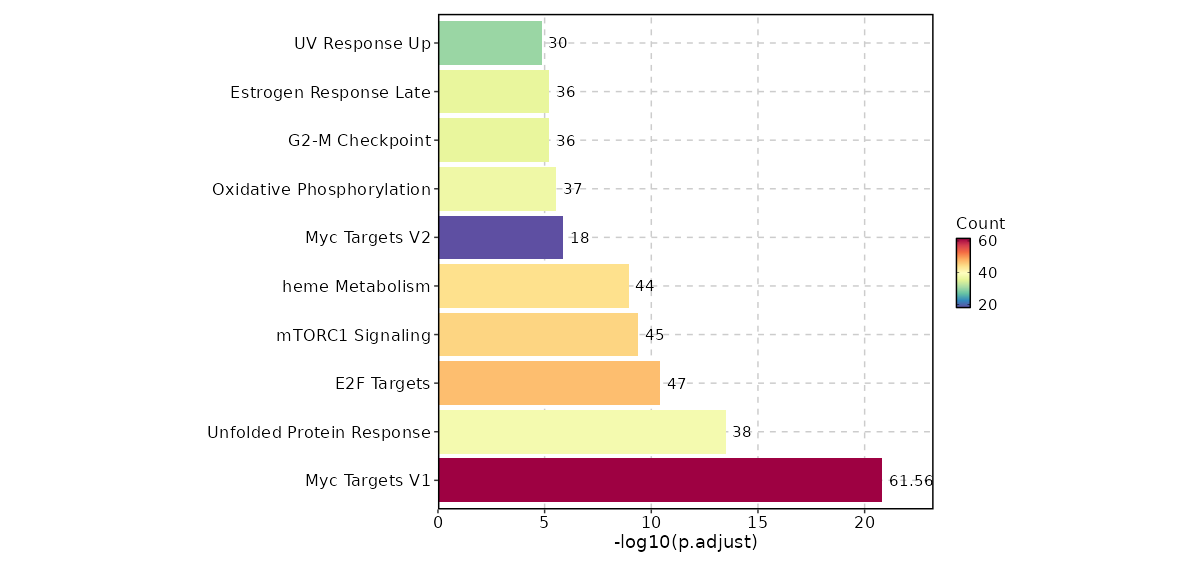 UV Response Up 30
Estrogen Response Late 36
G2-M Checkpoint 36
Oxidative Phosphorylation 37
Myc Targets V2 18
heme Metabolism 44
mTORC1 Signaling 45
E2F Targets 47
Unfolded Protein Response 38
Myc Targets V1 61.56
0 5 10 15 20
-log10(p.adjust)
Count
60
40
20